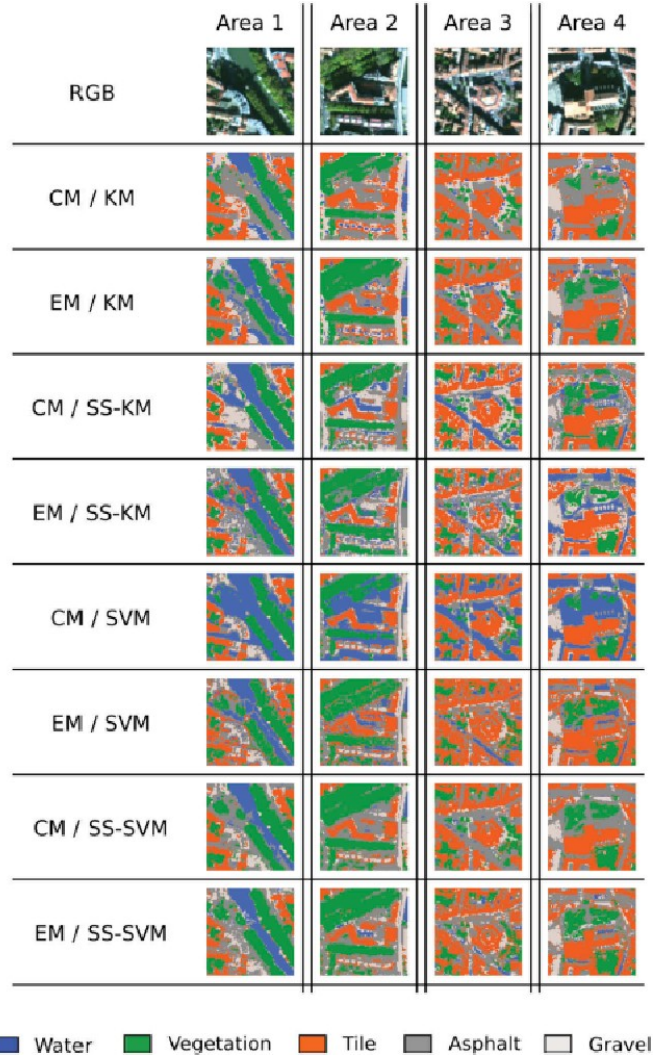 Area 1 Area 2 Area 3 Area 4
RGB
CM / KM
EM / KM
CM / SS-KM
EM / SS-KM
CM / SVM
EM / SVM
CM / SS-SVM
EM / SS-SVM
Water Vegetation Tile Asphalt Gravel